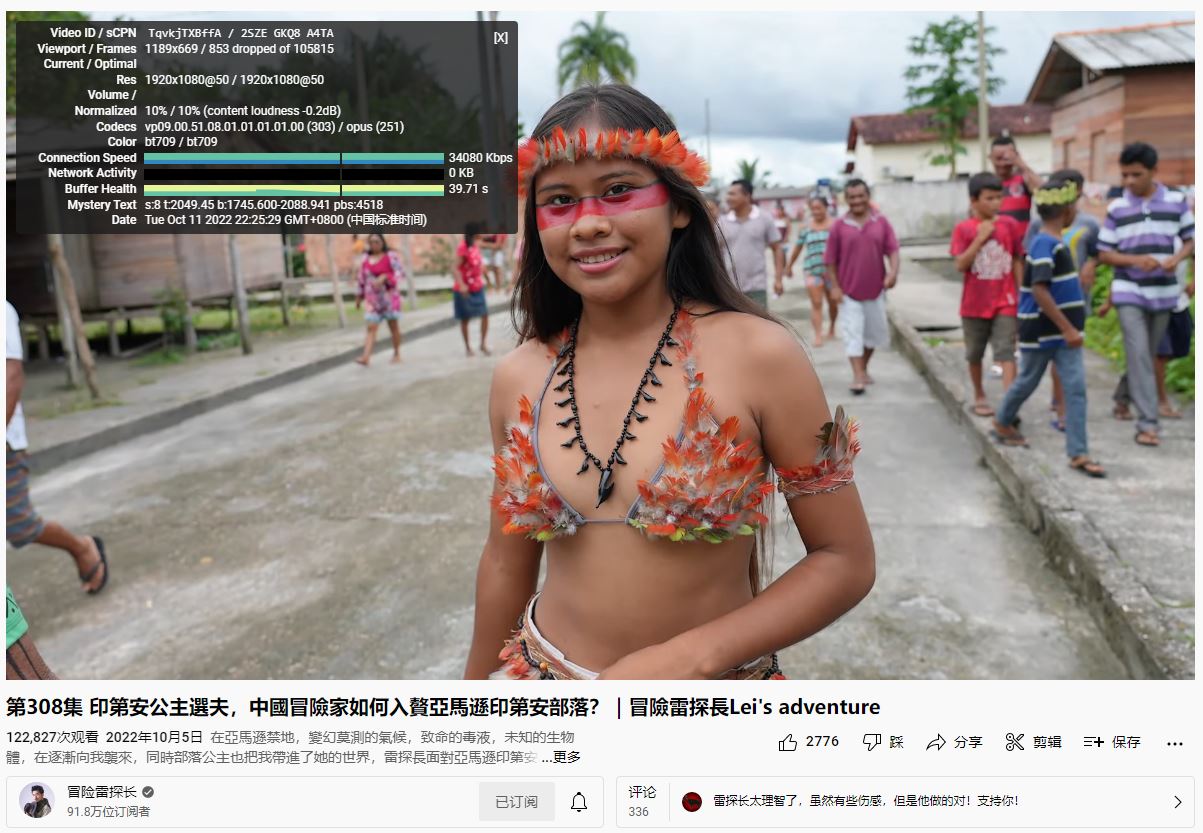 Video ID / sCPN TqvkjTXBffA / 2SZE GKQ8 A4TA
[X]
Viewport / Frames 1189x669 / 853 dropped of 105815
Current / Optimal
Res 1920x1080@50 / 1920x1080@50
Volume /
Normalized 10% / 10% (content loudness -0.2dB)
Codecs vp09.00.51.08.01.01.01.01.00 (303) / opus (251)
Color bt709 / bt709
Connection Speed 34080 Kbps
Network Activity 0 KB
Buffer Health 39.71 s
Mystery Text s:8 t:2049.45 b:1745.600-2088.941 pbs:4518
Date Tue Oct 11 2022 22:25:29 GMT+0800 (中国标准时间)
第308集 印第安公主選夫，中國冒險家如何入贅亞馬遜印第安部落？｜冒險雷探長Lei's adventure
122,827次观看 2022年10月5日 在亞馬遜禁地，變幻莫測的氣候，致命的毒液，未知的生物
體，在逐漸向我襲來，同時部落公主也把我帶進了她的世界，雷探長面對亞馬遜印第安 ...更多
2776 踩 分享 剪辑 保存
冒險雷探長
91.8万位订阅者
已订阅
评论
336
雷探长太理智了，虽然有些伤感，但是他做的对！支持你！